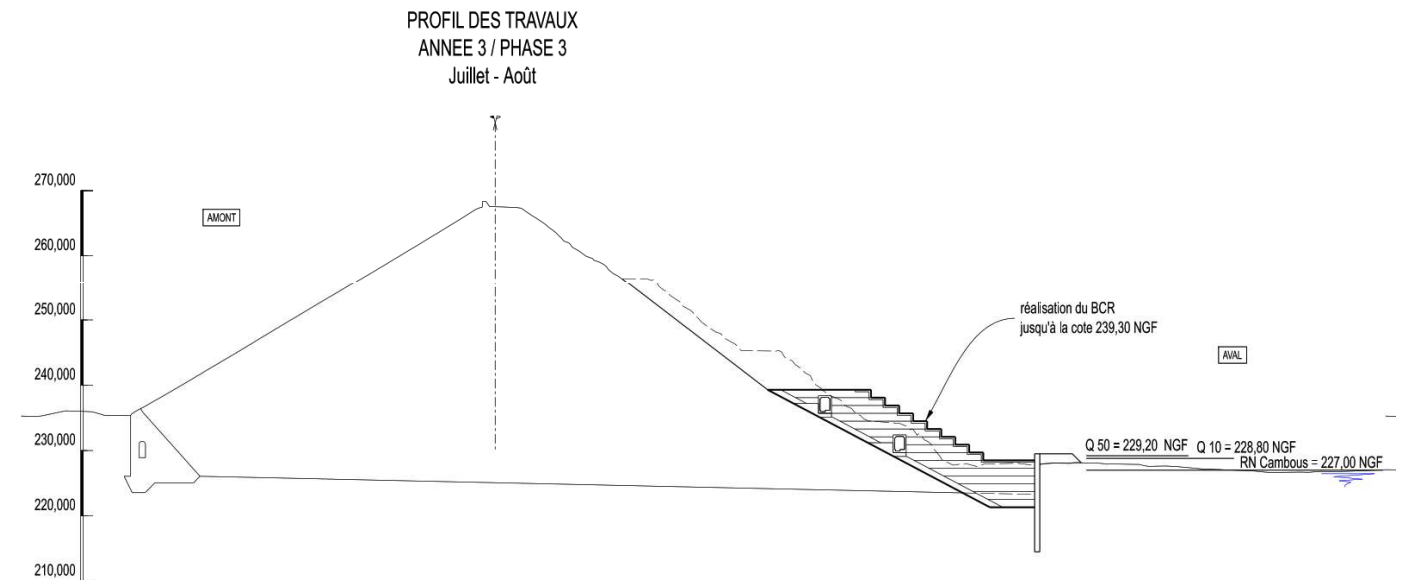 PROFIL DES TRAVAUX
ANNEE 3 / PHASE 3
Juillet - Août
270,000
AMONT
260,000
250,000
réalisation du BCR
jusqu'à la cote 239,30 NGF
AVAL
240,000
230,000
Q 50 = 229,20 NGF Q 10 = 228,80 NGF
RN Cambous = 227,00 NGF
220,000
210,000